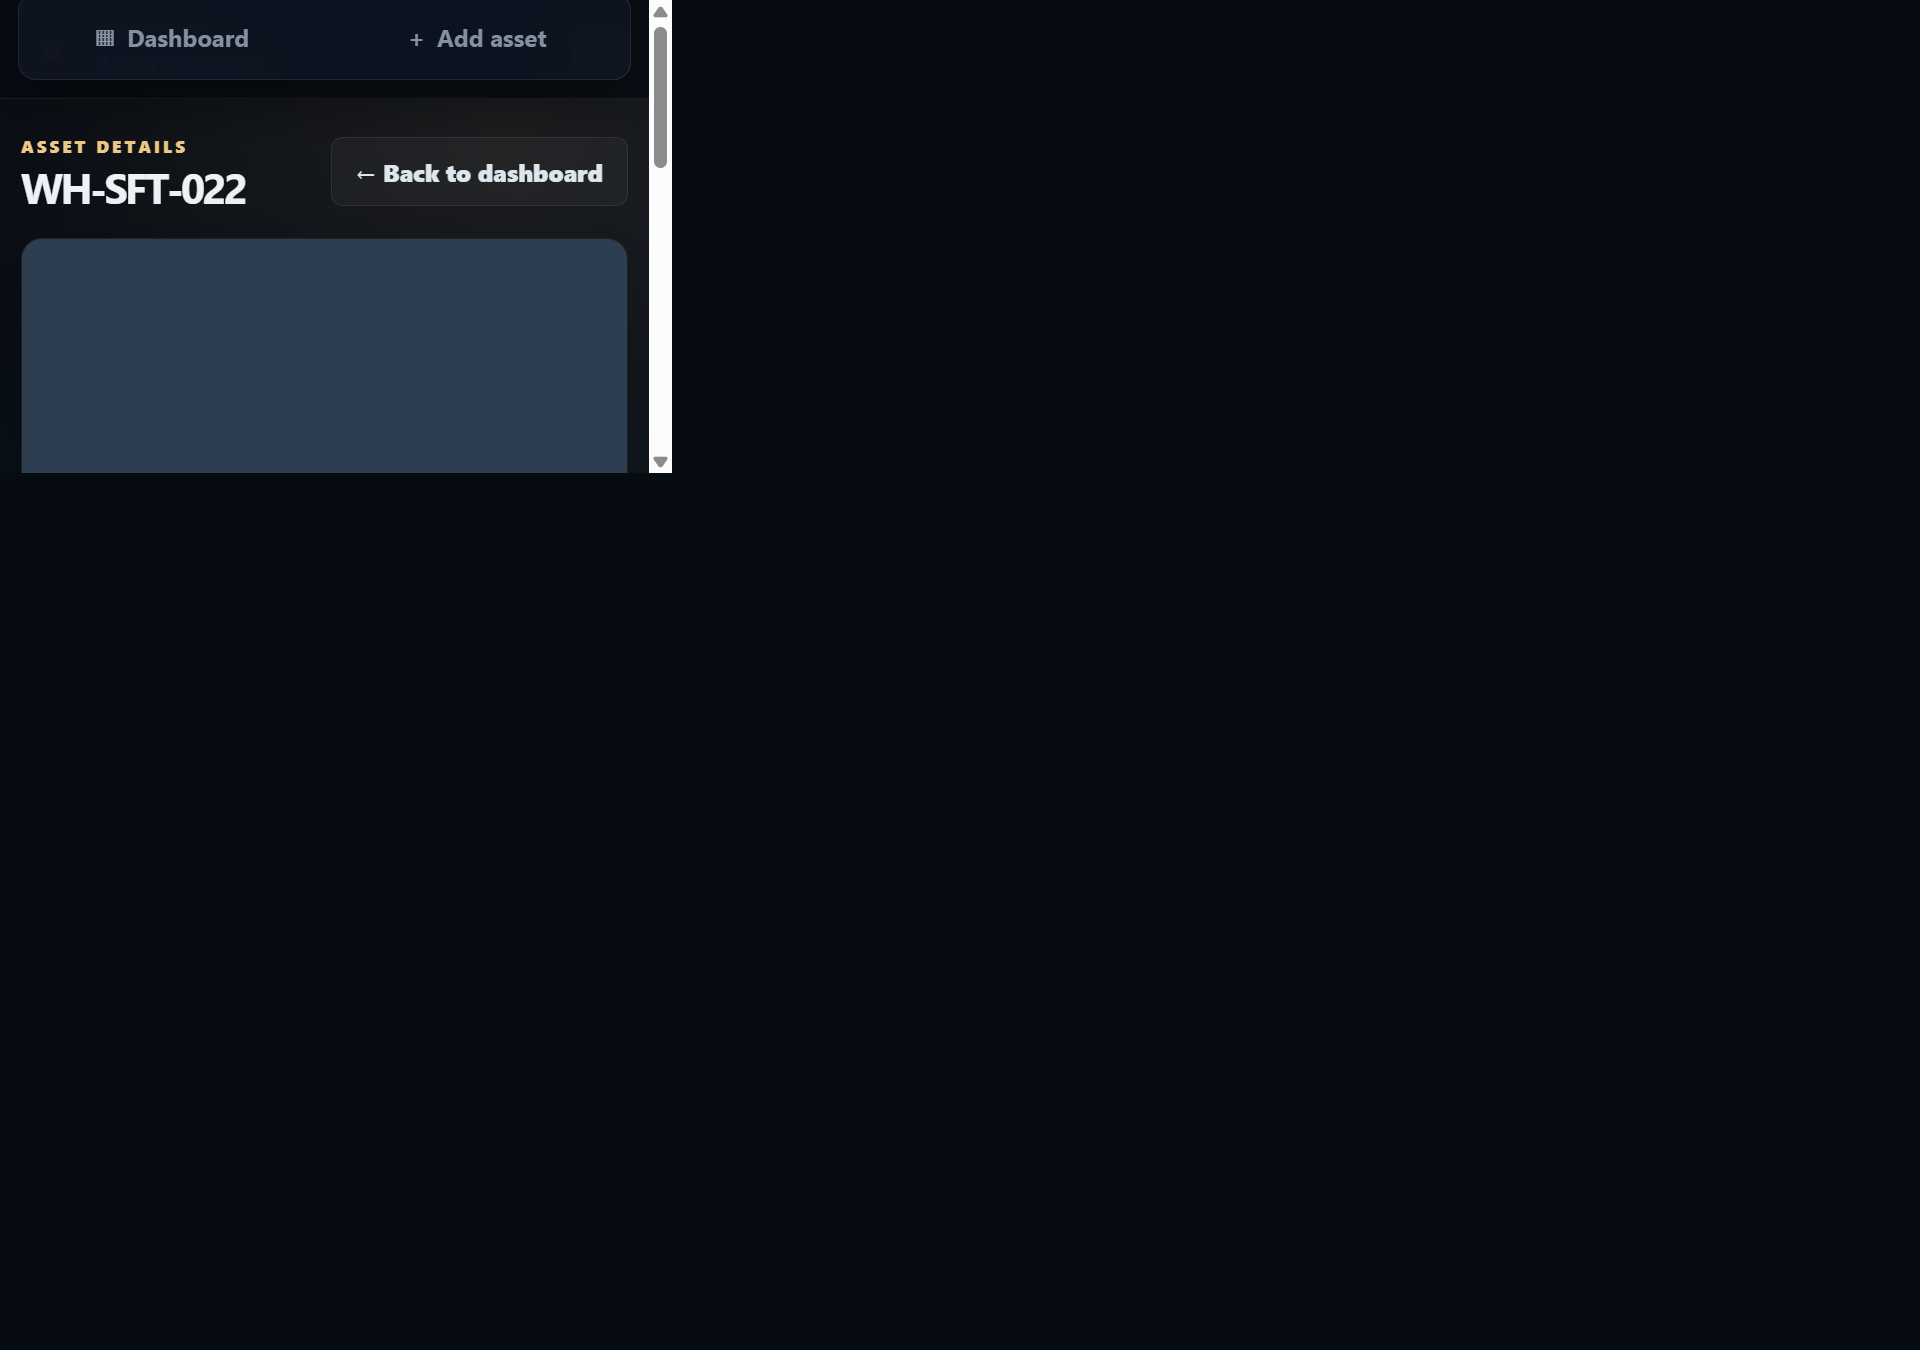 Dashboard
+ Add asset
ASSET DETAILS
WH-SFT-022
← Back to dashboard